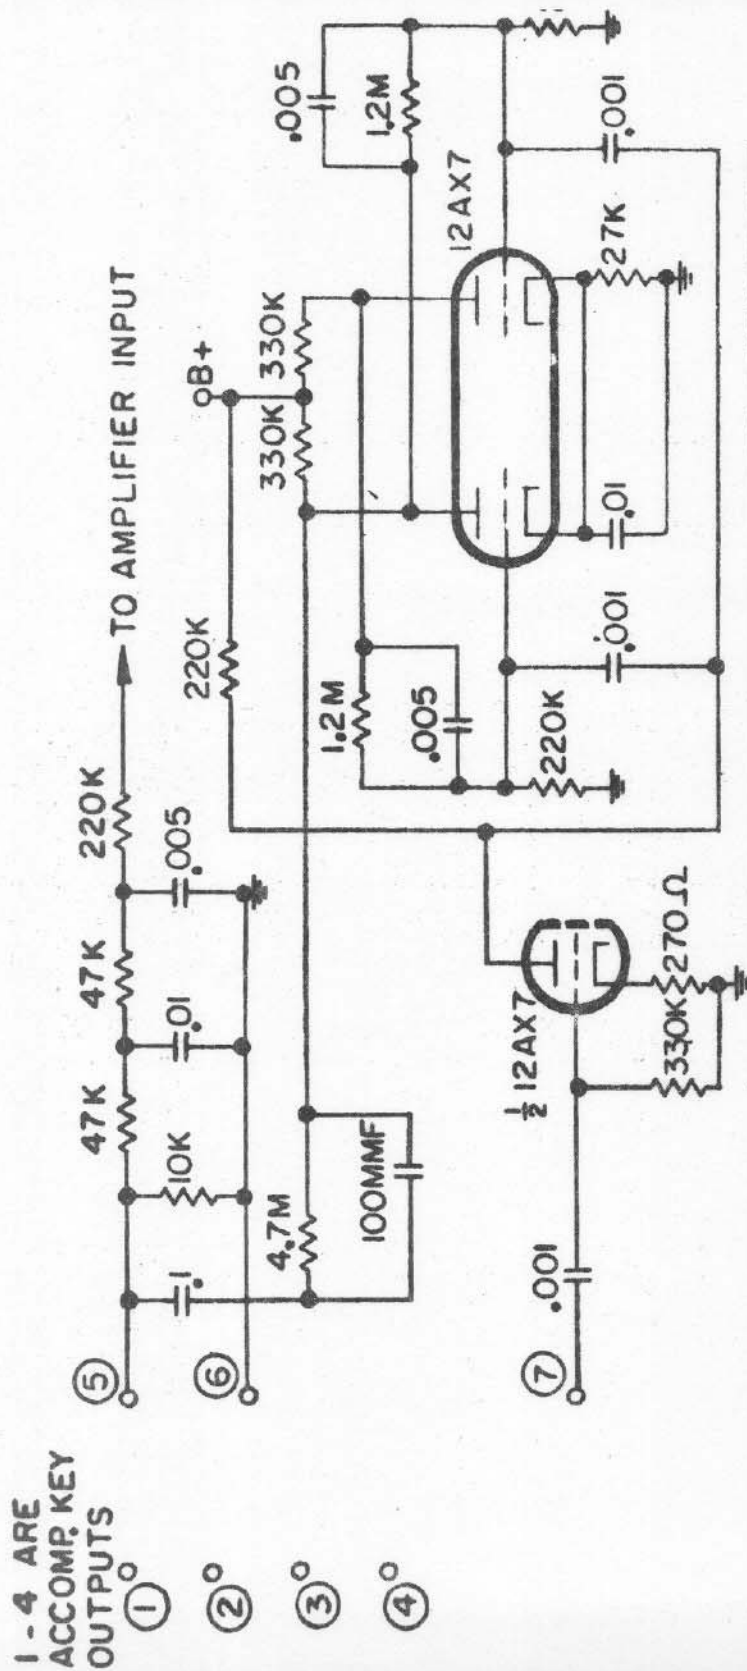 1-4 ARE
ACCOMP. KEY
OUTPUTS
①
②
③
④
⑤
⑥
⑦
47K
47K
220K
TO AMPLIFIER INPUT
10K
.01
.005
.1
4.7M
100MMF
220K
B+
330K
330K
.005
1.2M
1.2M
.005
220K
12AX7
.001
.001
.01
27K
.001
½ 12AX7
330K
270Ω